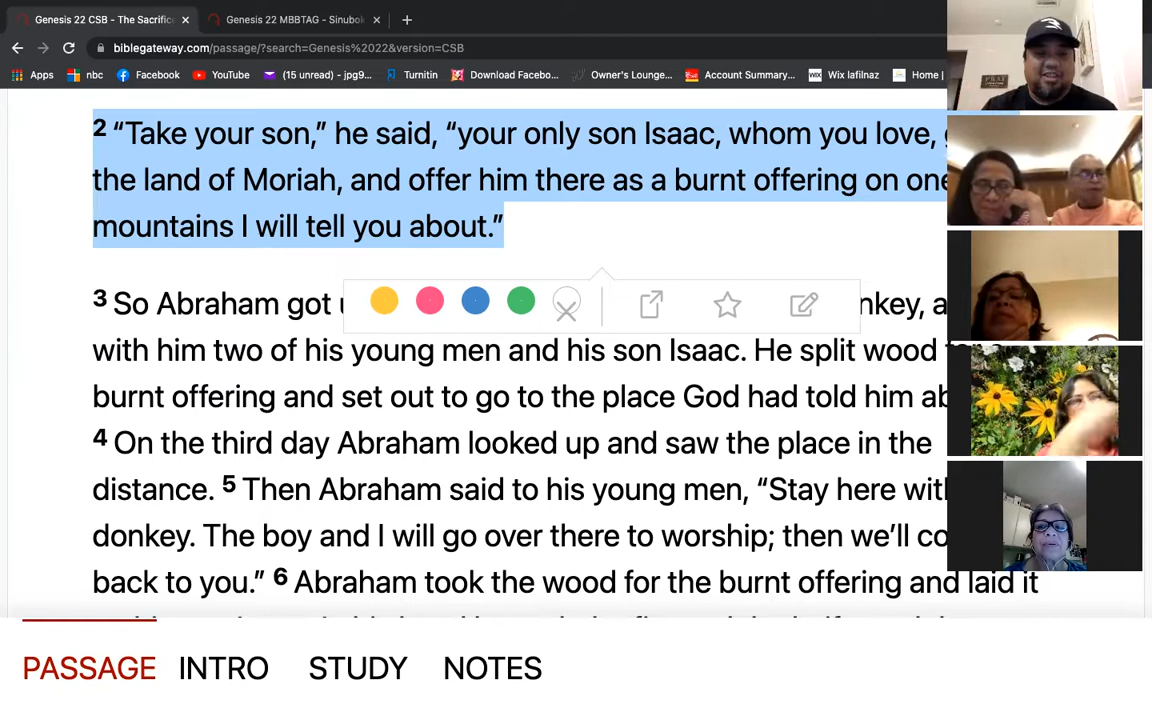 Genesis 22 CSB - The Sacrific
Genesis 22 MBBTAG - Sinubok
biblegateway.com/passage/?search=Genesis%2022&version=CSB
Apps nbc Facebook YouTube (15 unread) - jpg9... Turnitin Download Facebo... Owner's Lounge... Account Summary... WIX Wix lafilnaz Home |
2 “Take your son,” he said, “your only son Isaac, whom you love,
the land of Moriah, and offer him there as a burnt offering on one
mountains I will tell you about.”
3 So Abraham got
with him two of his young men and his son Isaac. He split wood for a
burnt offering and set out to go to the place God had told him
4 On the third day Abraham looked up and saw the place in the
distance. 5 Then Abraham said to his young men, “Stay here
donkey. The boy and I will go over there to worship; then we’ll
back to you.” 6 Abraham took the wood for the burnt offering and laid it
PASSAGE INTRO STUDY NOTES
PRAY